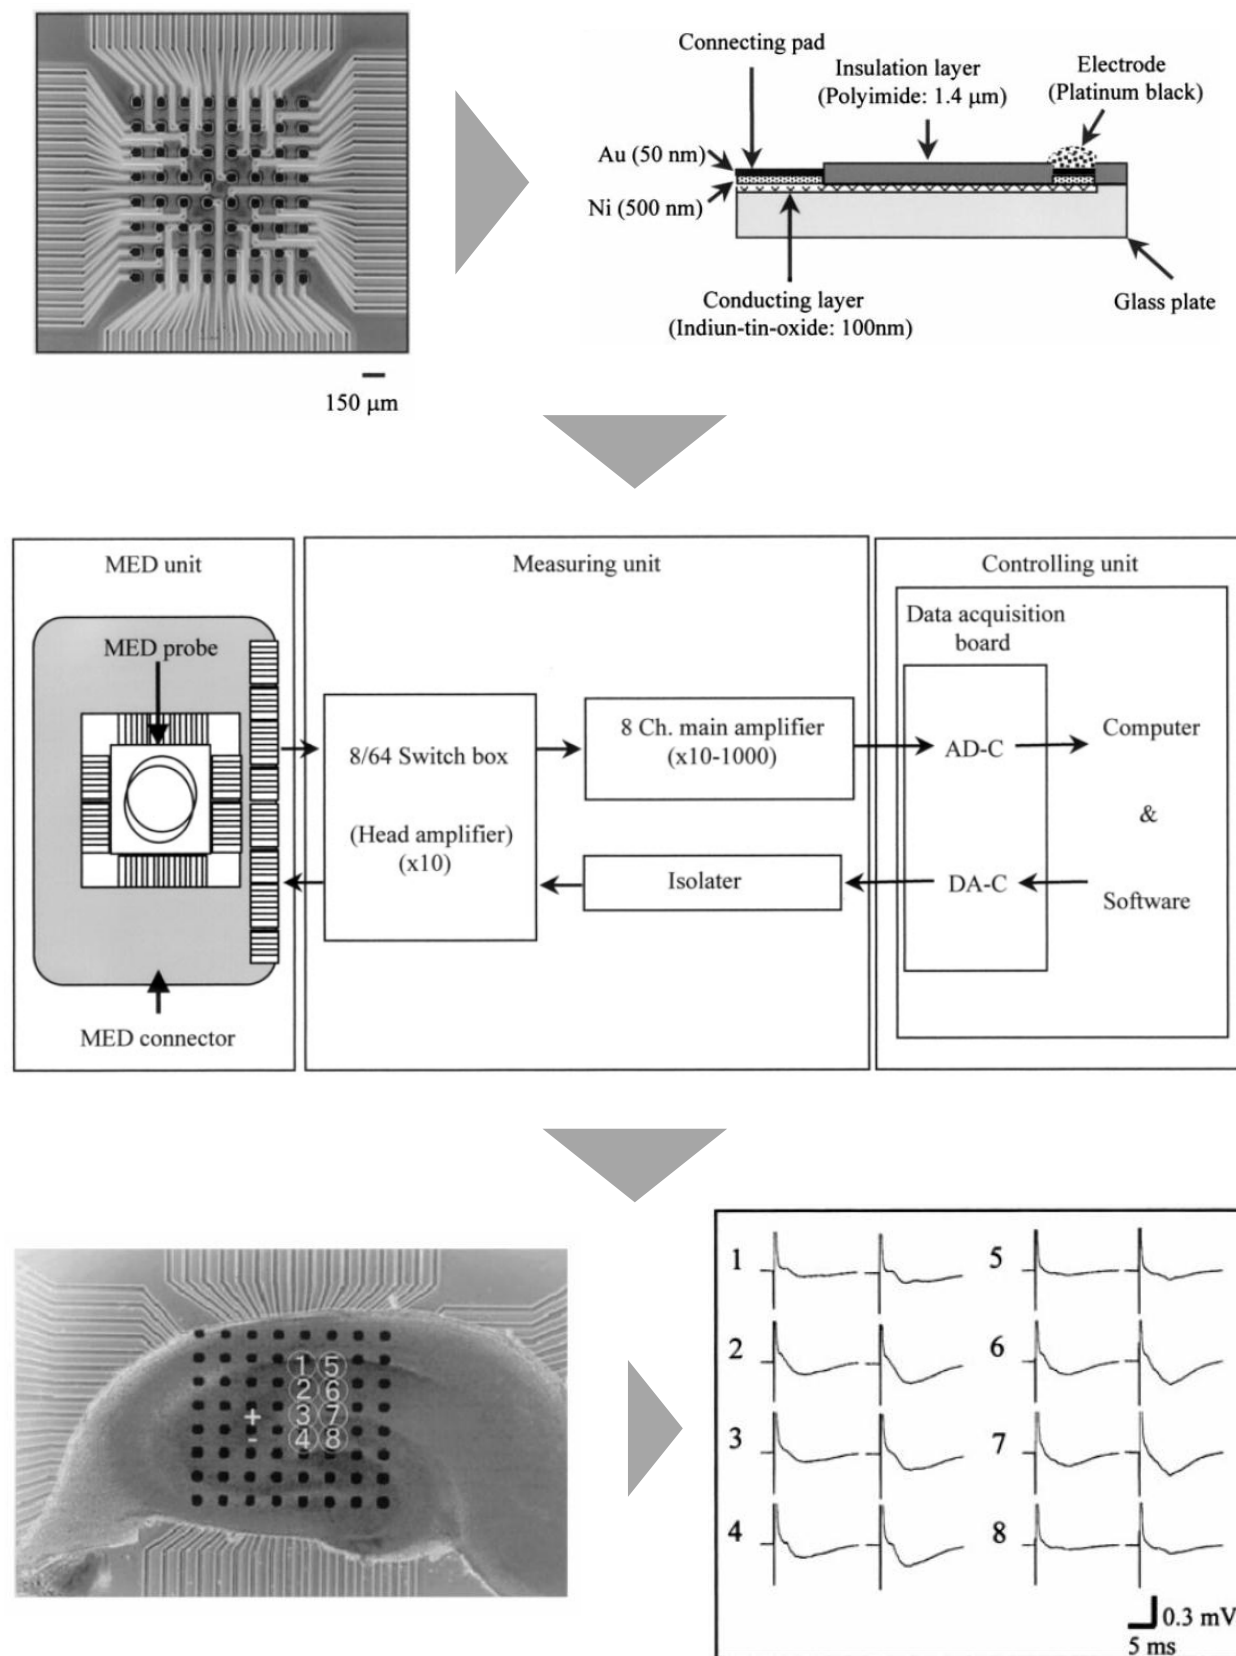 150 μm
Connecting pad
Insulation layer
(Polyimide: 1.4 μm)
Electrode
(Platinum black)
Au (50 nm)
Ni (500 nm)
Conducting layer
(Indiun-tin-oxide: 100nm)
Glass plate
MED unit
MED probe
MED connector
Measuring unit
8/64 Switch box
(Head amplifier)
(x10)
8 Ch. main amplifier
(x10-1000)
Isolater
Controlling unit
Data acquisition
board
AD-C
DA-C
Computer
&
Software
1 5
2 6
+ 3 7
- 4 8
1 5
2 6
3 7
4 8
0.3 mV
5 ms